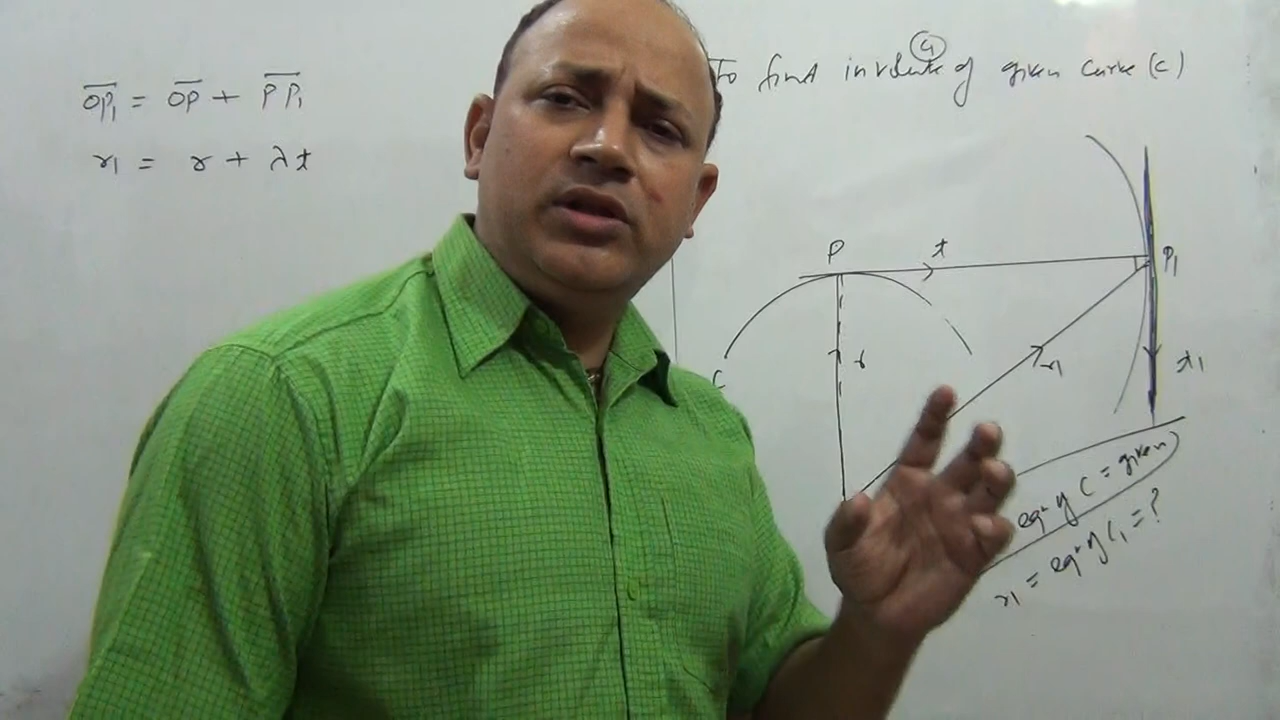 OP₁ = OP + PP₁
r₁ = r + λt
To find involute of given curve (c)
C₁
P
t
P₁
r
r₁
t₁
C
eqⁿ of C = given
r₁ = eqⁿ of C₁ = ?